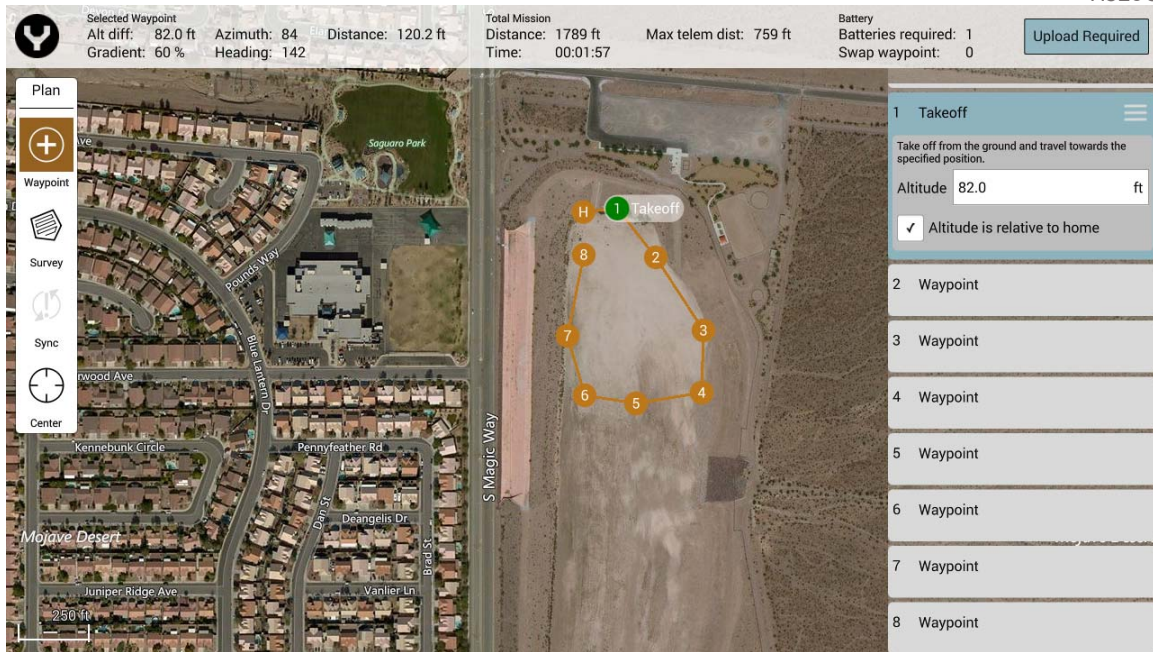 Selected Waypoint
Alt diff: 82.0 ft Azimuth: 84 Distance: 120.2 ft
Gradient: 60 % Heading: 142
Total Mission
Distance: 1789 ft Max telem dist: 759 ft
Time: 00:01:57
Battery
Batteries required: 1
Swap waypoint: 0
Upload Required
Plan
Waypoint
Survey
Sync
Center
Ave
Saguaro Park
Pounds Way
Blue Lantern Dr
rwood Ave
Kennebunk Circle
Pennyfeather Rd
S Magic Way
Dan St
Deangelis Dr
Brad St
Mojave Desert
Juniper Ridge Ave
Vanlier Ln
250 ft
H
1 Takeoff
2
3
4
5
6
7
8
1 Takeoff
Take off from the ground and travel towards the
specified position.
Altitude 82.0 ft
✓ Altitude is relative to home
2 Waypoint
3 Waypoint
4 Waypoint
5 Waypoint
6 Waypoint
7 Waypoint
8 Waypoint